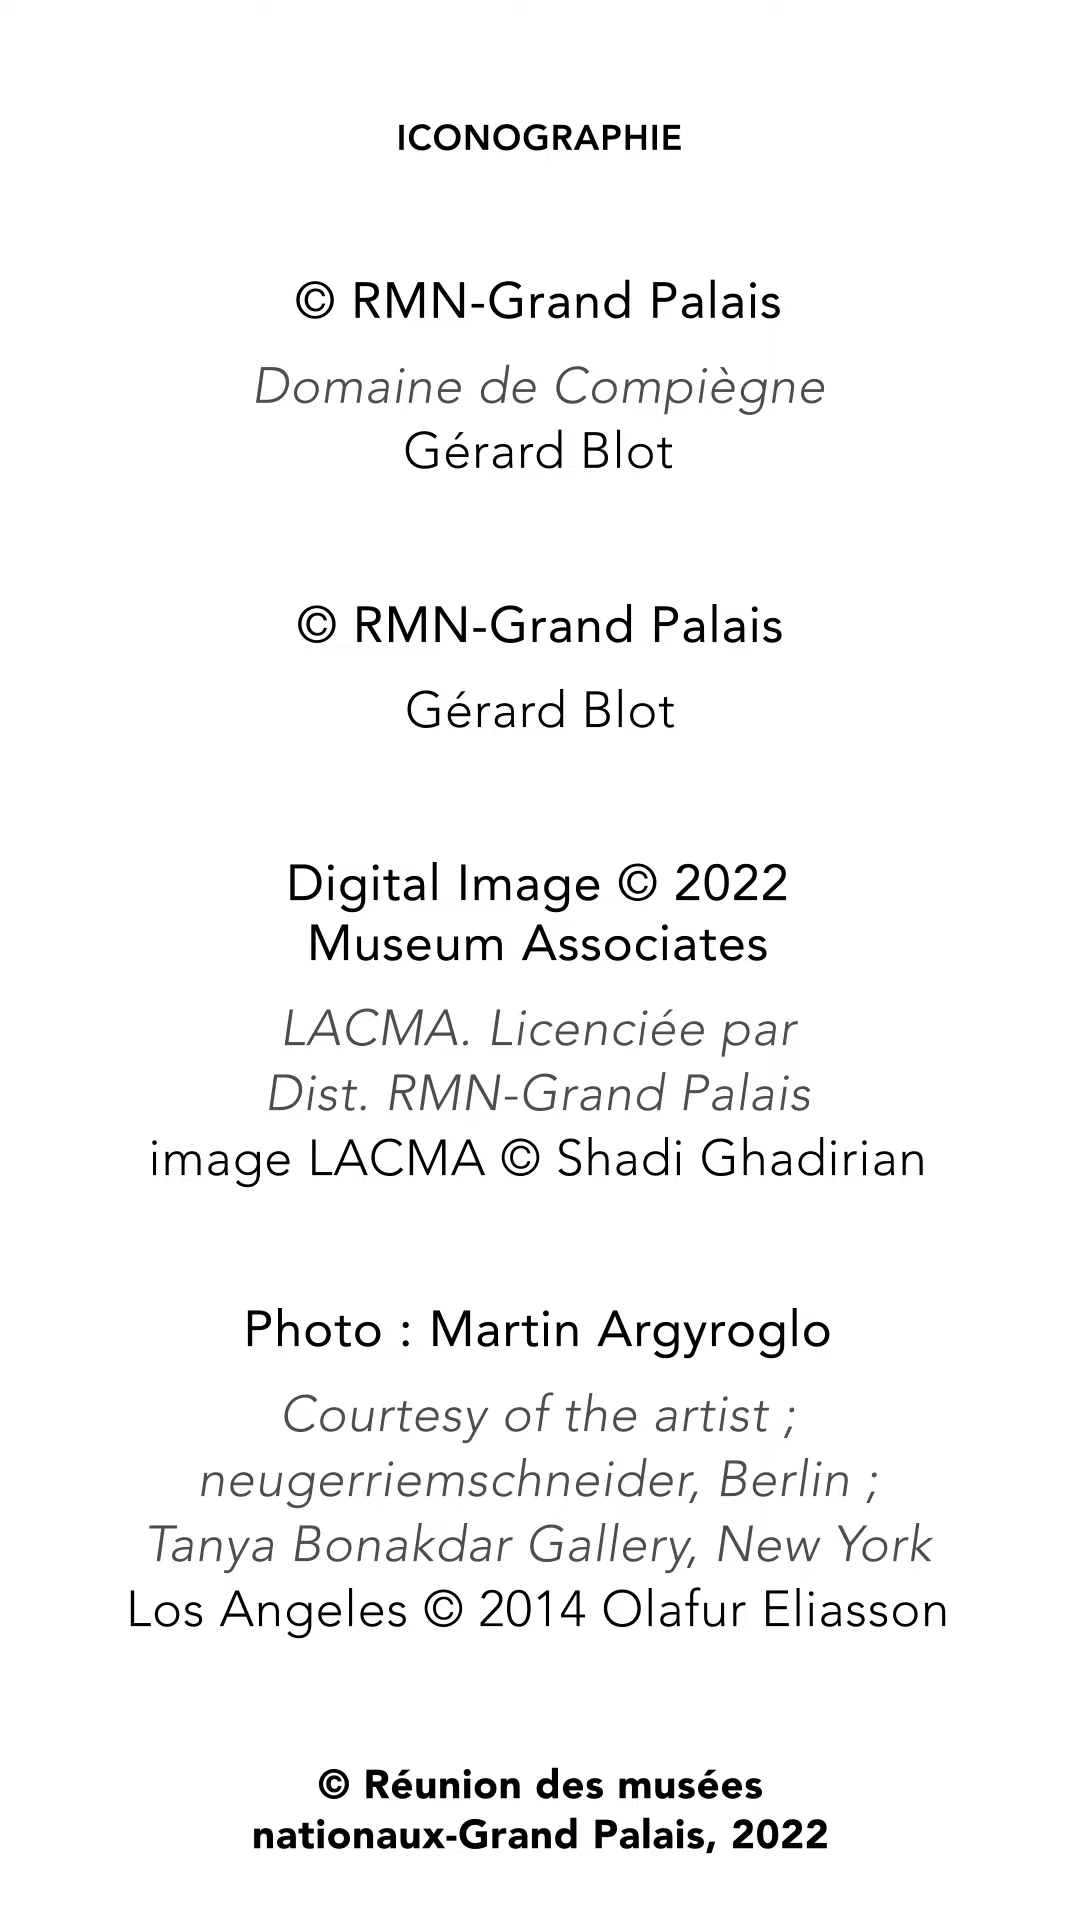 ICONOGRAPHIE
© RMN-Grand Palais
Domaine de Compiègne
Gérard Blot
© RMN-Grand Palais
Gérard Blot
Digital Image © 2022
Museum Associates
LACMA. Licenciée par
Dist. RMN-Grand Palais
image LACMA © Shadi Ghadirian
Photo : Martin Argyroglo
Courtesy of the artist ;
neugerriemschneider, Berlin ;
Tanya Bonakdar Gallery, New York
Los Angeles © 2014 Olafur Eliasson
© Réunion des musées
nationaux-Grand Palais, 2022